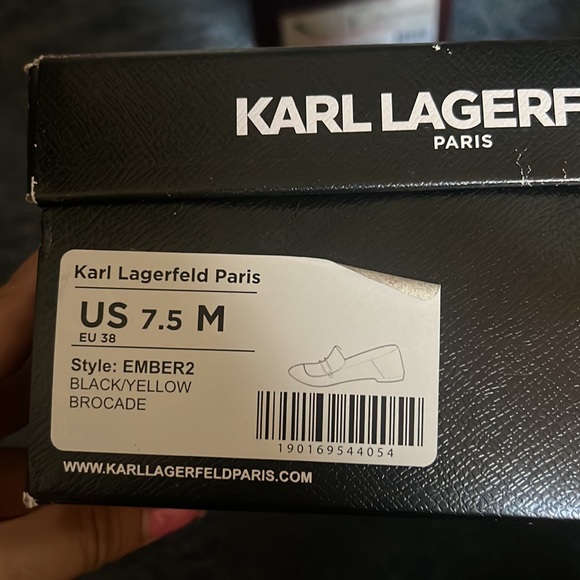 KARL LAGERF
PARIS
Karl Lagerfeld Paris
US 7.5 M
EU 38
Style: EMBER2
BLACK/YELLOW
BROCADE
190169544054
WWW.KARLLAGERFELDPARIS.COM